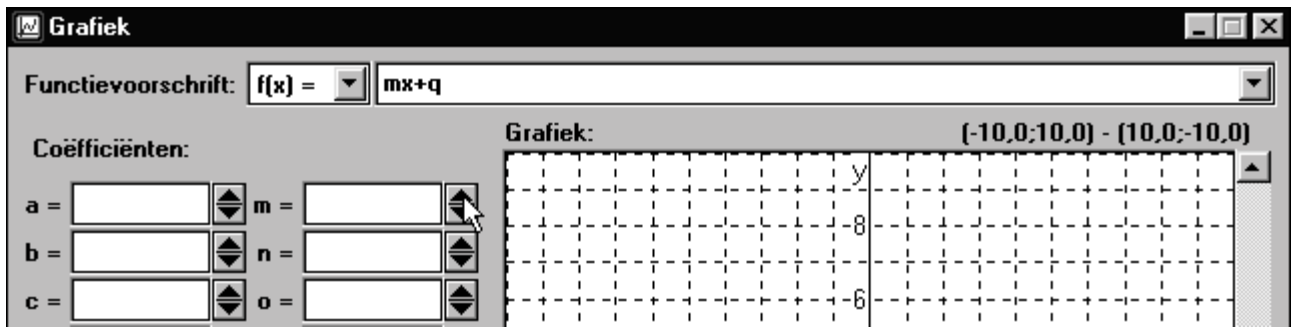 Grafiek
Functievoorschrift: f(x) = mx+q
Coëfficiënten:
Grafiek: (-10,0;10,0) - (10,0;-10,0)
a = m =
b = n =
c = o =
y
8
6